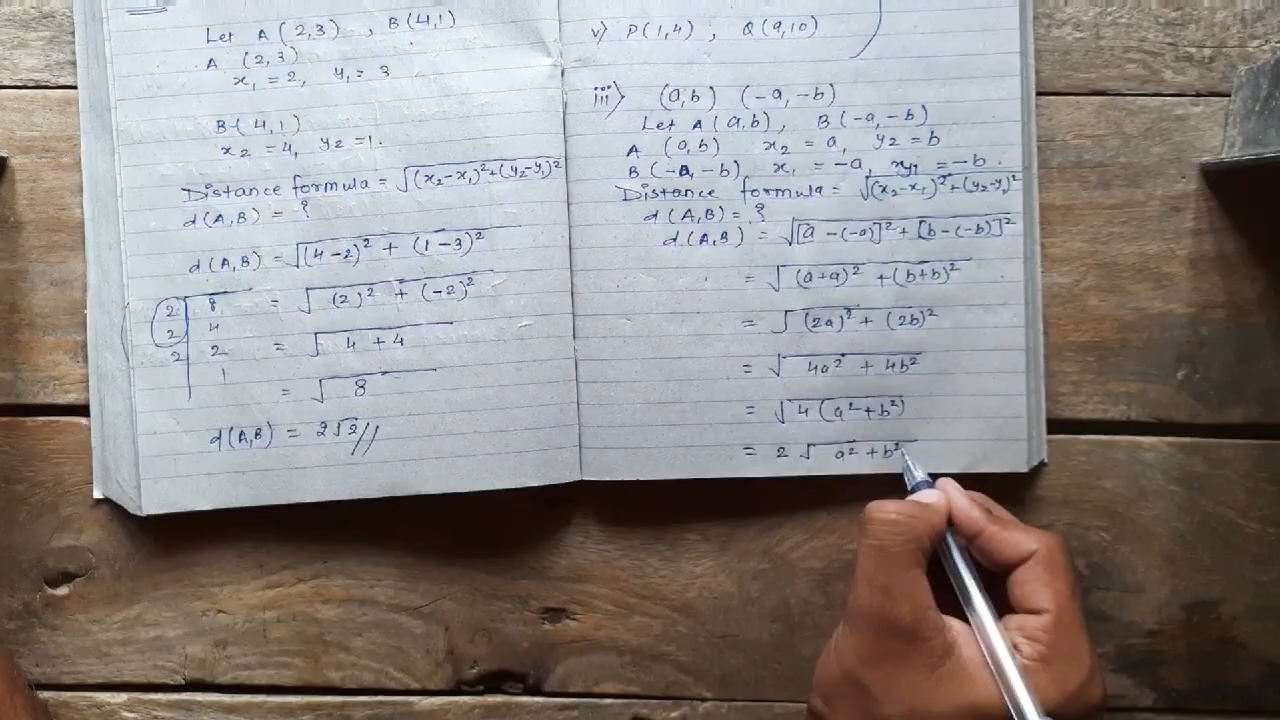 Let A (2,3) , B(4,1)
A (2,3)
x₁ = 2, y₁ = 3
B(4,1)
x₂ = 4, y₂ = 1.
Distance formula = √(x₂-x₁)²+(y₂-y₁)²
d(A,B) = ?
d(A,B) = √(4-2)² + (1-3)²
= √(2)² + (-2)²
= √4 + 4
= √8
2 | 8
2 | 4
2 | 2
1
d(A,B) = 2√2//
v) P(1,4) ; Q(9,10)
iii) (a,b) (-a,-b)
Let A(a,b), B(-a,-b)
A (a,b) x₂ = a, y₂ = b
B (-a,-b) x₁ = -a, y₁ = -b.
Distance formula = √(x₂-x₁)²+(y₂-y₁)²
d(A,B) = ?
d(A,B) = √[a-(-a)]²+[b-(-b)]²
= √(a+a)² +(b+b)²
= √(2a)² + (2b)²
= √4a² + 4b²
= √4(a²+b²)
= 2 √a² + b²